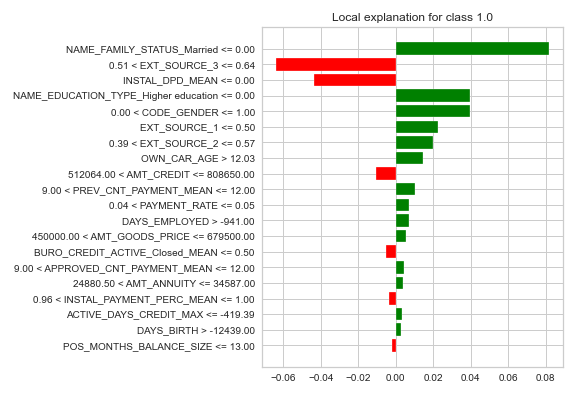 Local explanation for class 1.0
NAME_FAMILY_STATUS_Married <= 0.00
0.51 < EXT_SOURCE_3 <= 0.64
INSTAL_DPD_MEAN <= 0.00
NAME_EDUCATION_TYPE_Higher education <= 0.00
0.00 < CODE_GENDER <= 1.00
EXT_SOURCE_1 <= 0.50
0.39 < EXT_SOURCE_2 <= 0.57
OWN_CAR_AGE > 12.03
512064.00 < AMT_CREDIT <= 808650.00
9.00 < PREV_CNT_PAYMENT_MEAN <= 12.00
0.04 < PAYMENT_RATE <= 0.05
DAYS_EMPLOYED > -941.00
450000.00 < AMT_GOODS_PRICE <= 679500.00
BURO_CREDIT_ACTIVE_Closed_MEAN <= 0.50
9.00 < APPROVED_CNT_PAYMENT_MEAN <= 12.00
24880.50 < AMT_ANNUITY <= 34587.00
0.96 < INSTAL_PAYMENT_PERC_MEAN <= 1.00
ACTIVE_DAYS_CREDIT_MAX <= -419.39
DAYS_BIRTH > -12439.00
POS_MONTHS_BALANCE_SIZE <= 13.00
−0.06 −0.04 −0.02 0.00 0.02 0.04 0.06 0.08